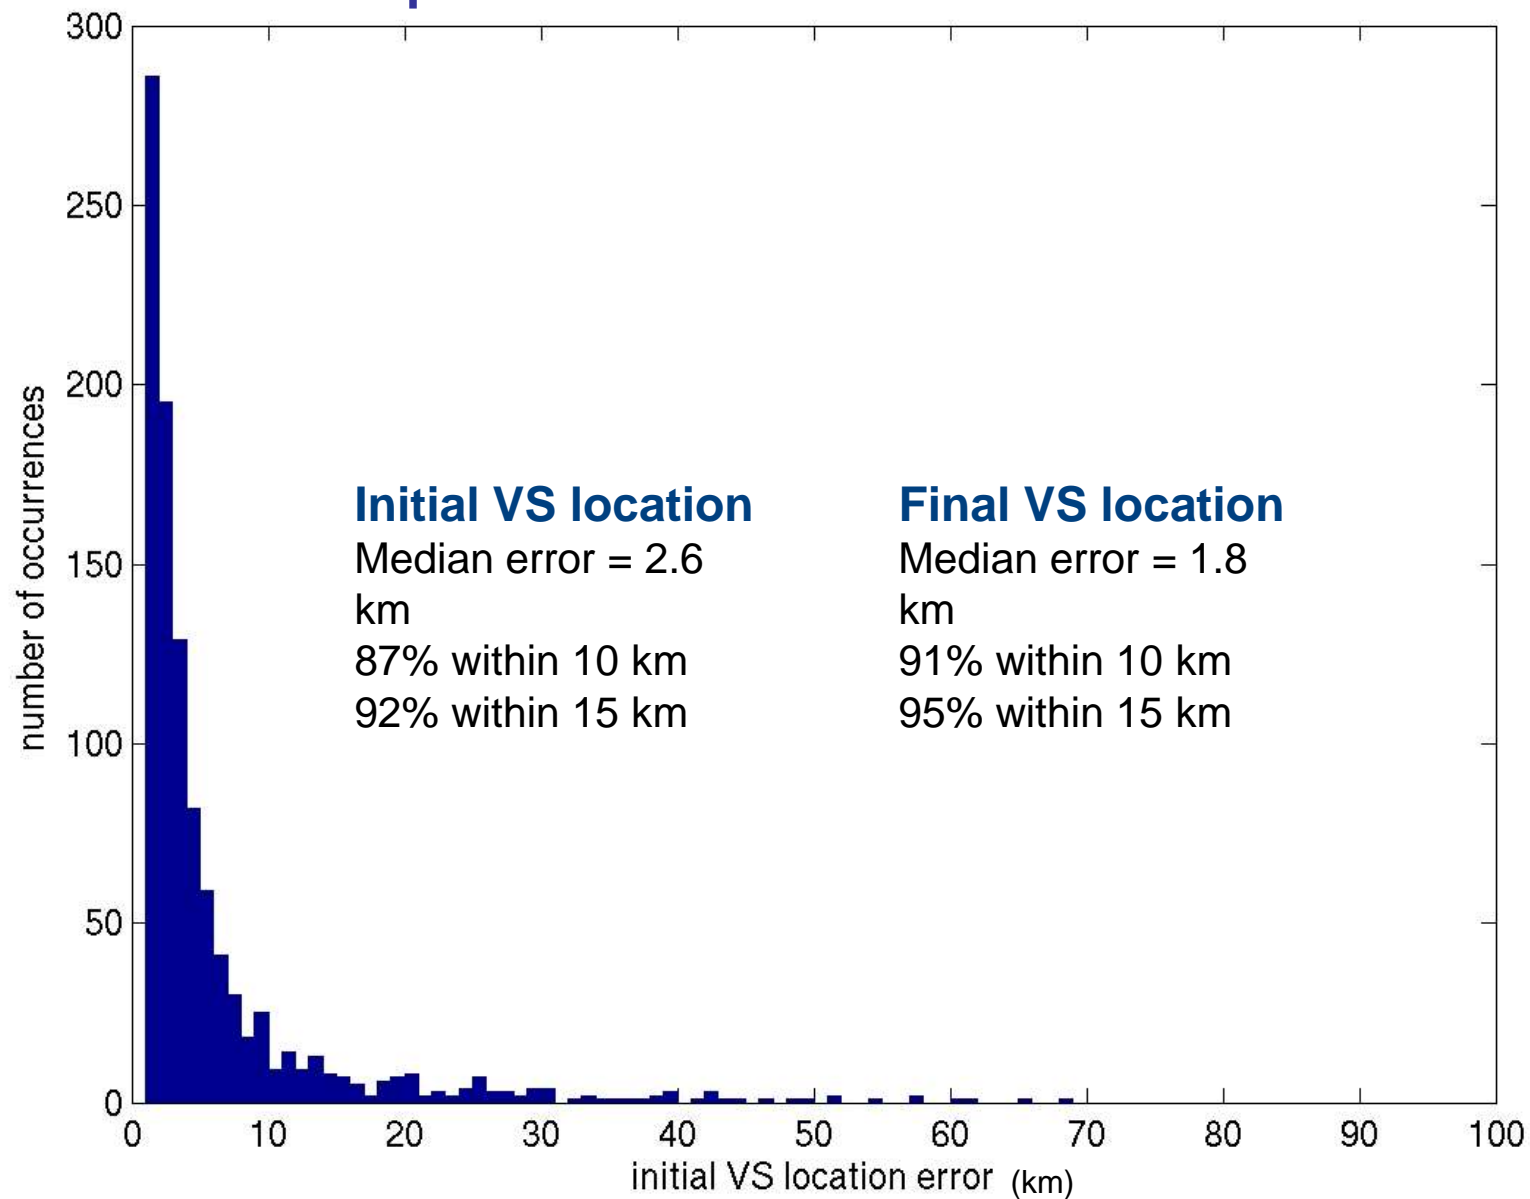 300
250
200
150
100
50
0
number of occurrences
Initial VS location
Median error = 2.6
km
87% within 10 km
92% within 15 km
Final VS location
Median error = 1.8
km
91% within 10 km
95% within 15 km
0 10 20 30 40 50 60 70 80 90 100
initial VS location error (km)